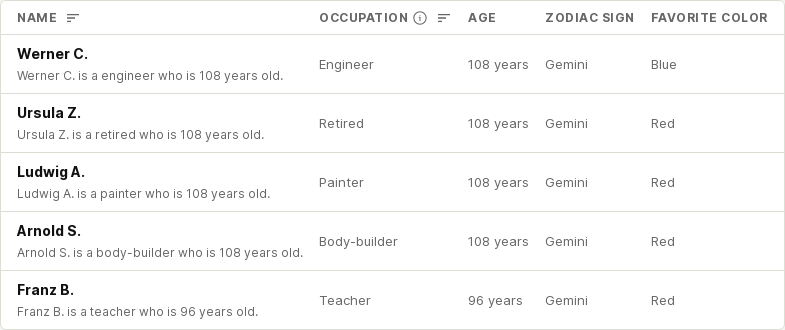 NAME OCCUPATION AGE ZODIAC SIGN FAVORITE COLOR
Werner C.
Werner C. is a engineer who is 108 years old.
Engineer 108 years Gemini Blue
Ursula Z.
Ursula Z. is a retired who is 108 years old.
Retired 108 years Gemini Red
Ludwig A.
Ludwig A. is a painter who is 108 years old.
Painter 108 years Gemini Red
Arnold S.
Arnold S. is a body-builder who is 108 years old.
Body-builder 108 years Gemini Red
Franz B.
Franz B. is a teacher who is 96 years old.
Teacher 96 years Gemini Red